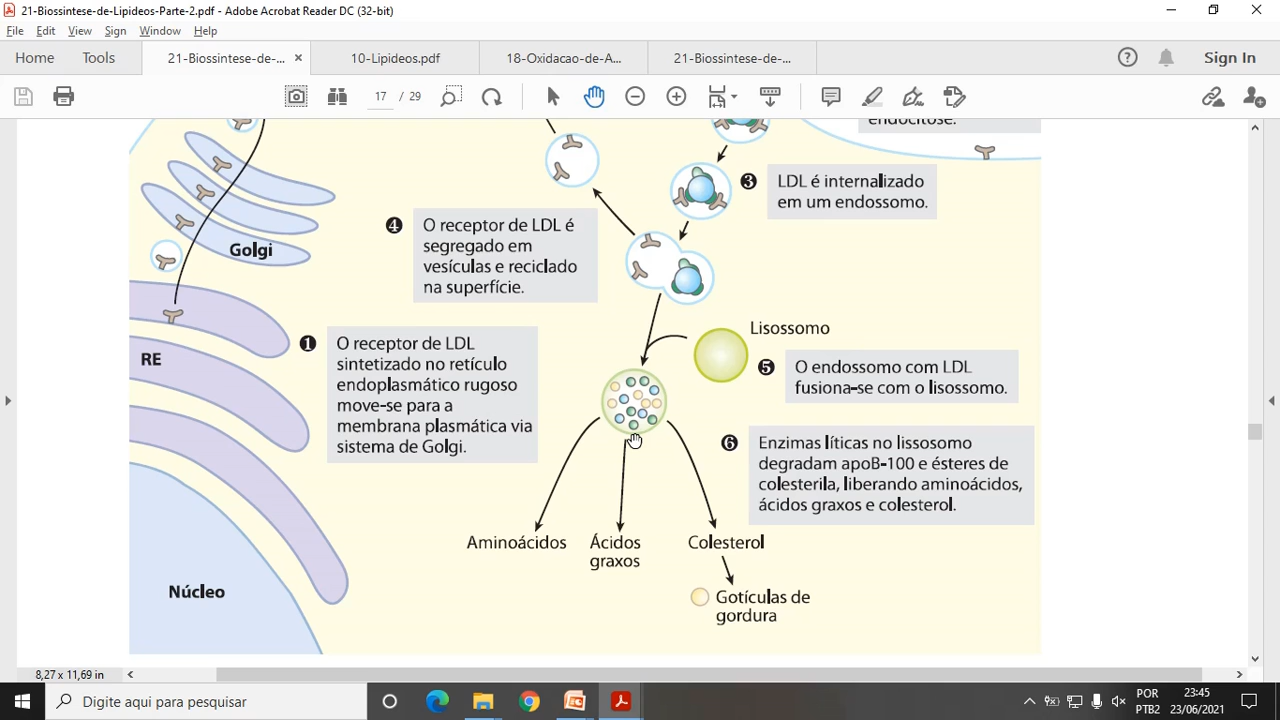 21-Biossintese-de-Lipideos-Parte-2.pdf - Adobe Acrobat Reader DC (32-bit)
File Edit View Sign Window Help
Home Tools 21-Biossintese-de-... × 10-Lipideos.pdf 18-Oxidacao-de-A... 21-Biossintese-de-... Sign In
17 / 29
endocitose.
3 LDL é internalizado
em um endossomo.
4 O receptor de LDL é
segregado em
vesículas e reciclado
na superfície.
Golgi
Lisossomo
1 O receptor de LDL
sintetizado no retículo
endoplasmático rugoso
move-se para a
membrana plasmática via
sistema de Golgi.
RE
5 O endossomo com LDL
fusiona-se com o lisossomo.
6 Enzimas líticas no lissosomo
degradam apoB-100 e ésteres de
colesterila, liberando aminoácidos,
ácidos graxos e colesterol.
Aminoácidos
Ácidos
graxos
Colesterol
Núcleo
Gotículas de
gordura
8,27 x 11,69 in
Digite aqui para pesquisar
POR
PTB2
23:45
23/06/2021